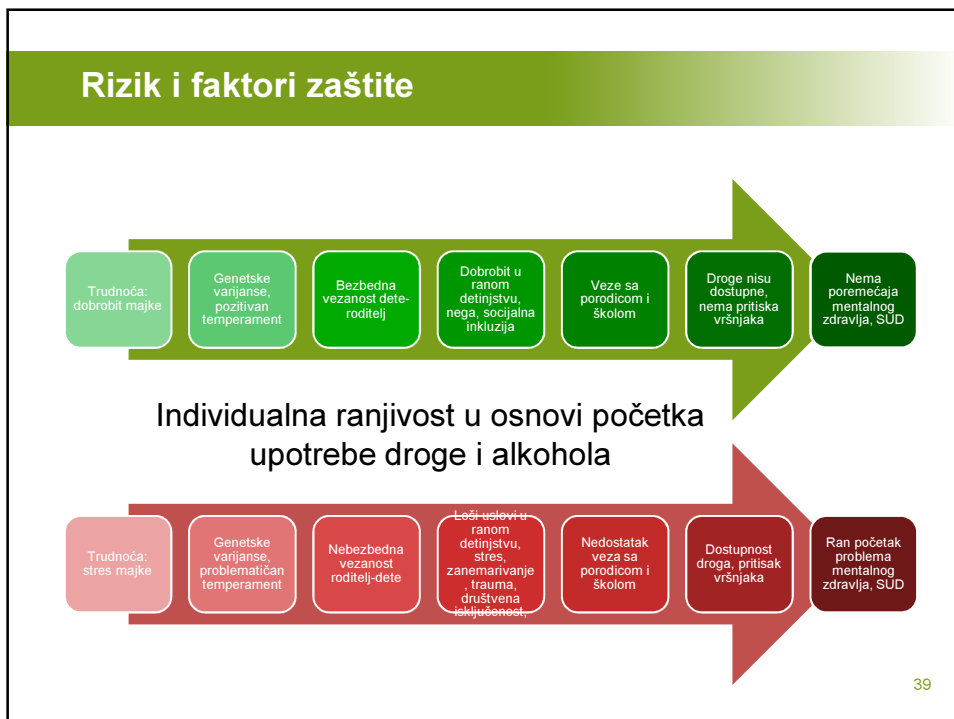 Rizik i faktori zaštite
Trudnoća:
dobrobit majke
Genetske
varijanse,
pozitivan
temperament
Bezbedna
vezanost dete-
roditelj
Dobrobit u
ranom
detinjstvu,
nega, socijalna
inkluzija
Veze sa
porodicom i
školom
Droge nisu
dostupne,
nema pritiska
vršnjaka
Nema
poremećaja
mentalnog
zdravlja, SUD
Individualna ranjivost u osnovi početka
upotrebe droge i alkohola
Trudnoća:
stres majke
Genetske
varijanse,
problematičan
temperament
Nebezbedna
vezanost
roditelj-dete
Loši uslovi u
ranom
detinjstvu,
stres,
zanemarivanje
, trauma,
društvena
isključenost,
Nedostatak
veza sa
porodicom i
školom
Dostupnost
droga, pritisak
vršnjaka
Ran početak
problema
mentalnog
zdravlja, SUD
39